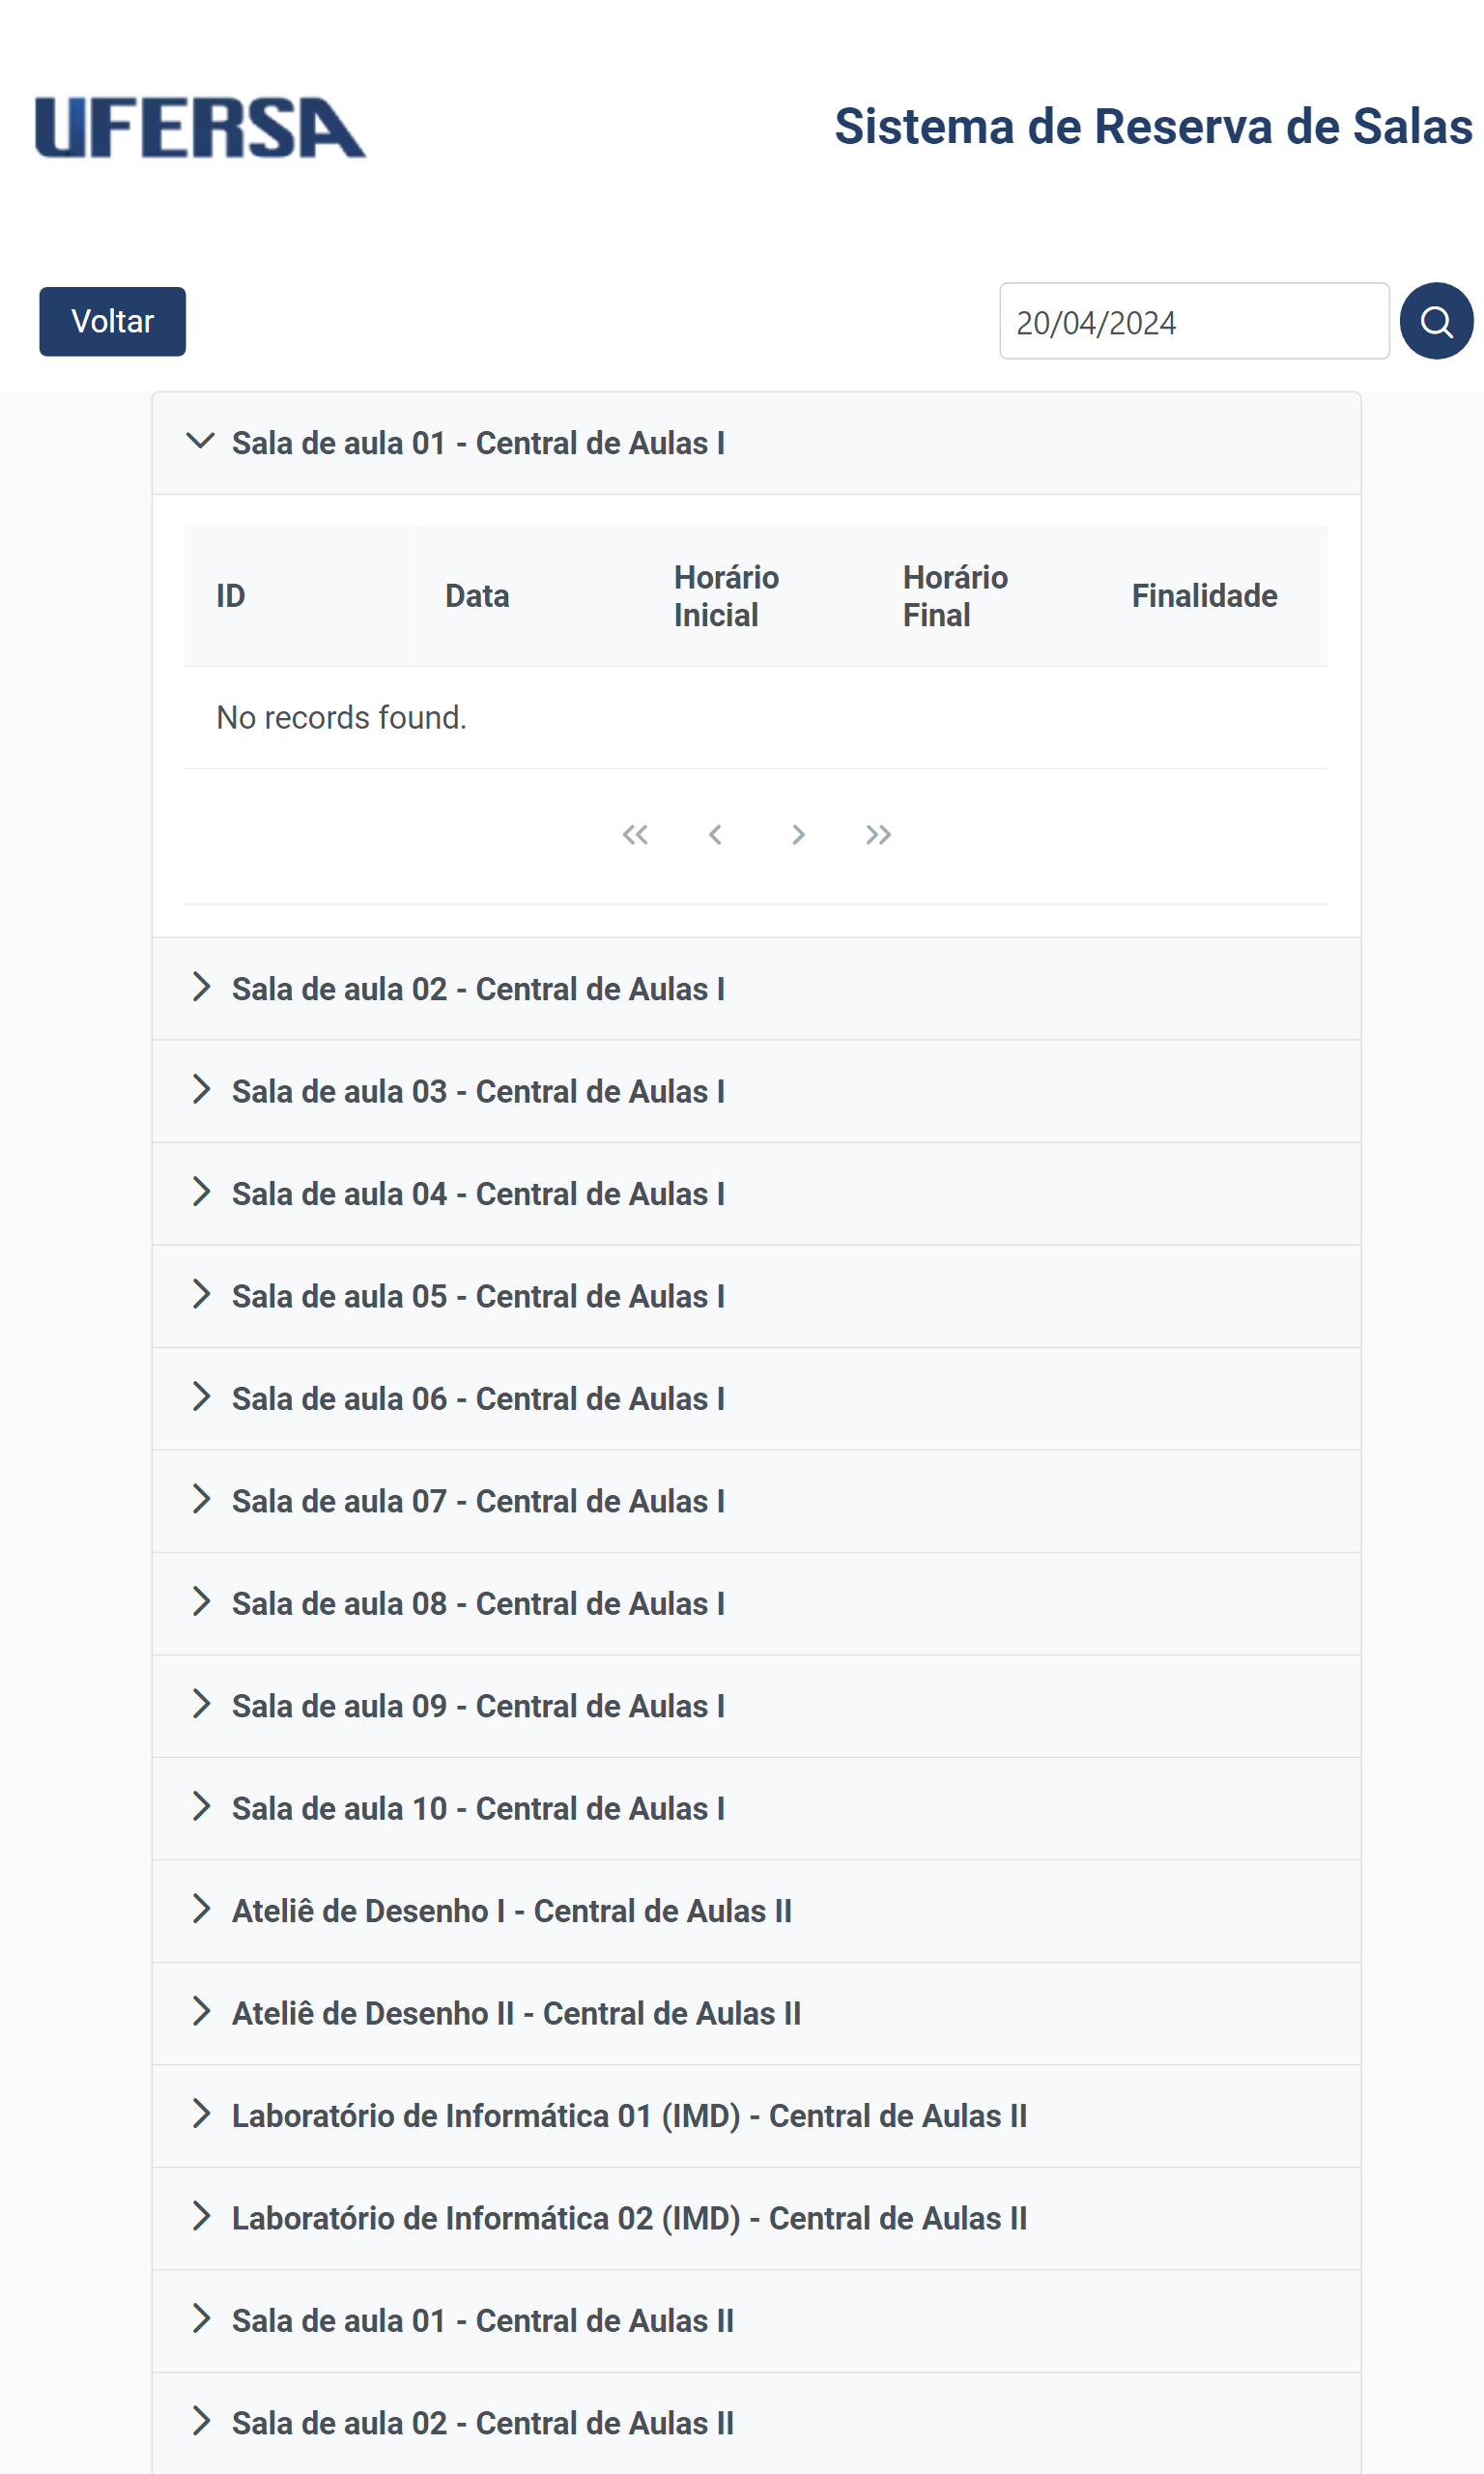 UFERSA
Sistema de Reserva de Salas
Voltar
20/04/2024
Sala de aula 01 - Central de Aulas I
ID Data Horário Inicial Horário Final Finalidade
No records found.
Sala de aula 02 - Central de Aulas I
Sala de aula 03 - Central de Aulas I
Sala de aula 04 - Central de Aulas I
Sala de aula 05 - Central de Aulas I
Sala de aula 06 - Central de Aulas I
Sala de aula 07 - Central de Aulas I
Sala de aula 08 - Central de Aulas I
Sala de aula 09 - Central de Aulas I
Sala de aula 10 - Central de Aulas I
Ateliê de Desenho I - Central de Aulas II
Ateliê de Desenho II - Central de Aulas II
Laboratório de Informática 01 (IMD) - Central de Aulas II
Laboratório de Informática 02 (IMD) - Central de Aulas II
Sala de aula 01 - Central de Aulas II
Sala de aula 02 - Central de Aulas II